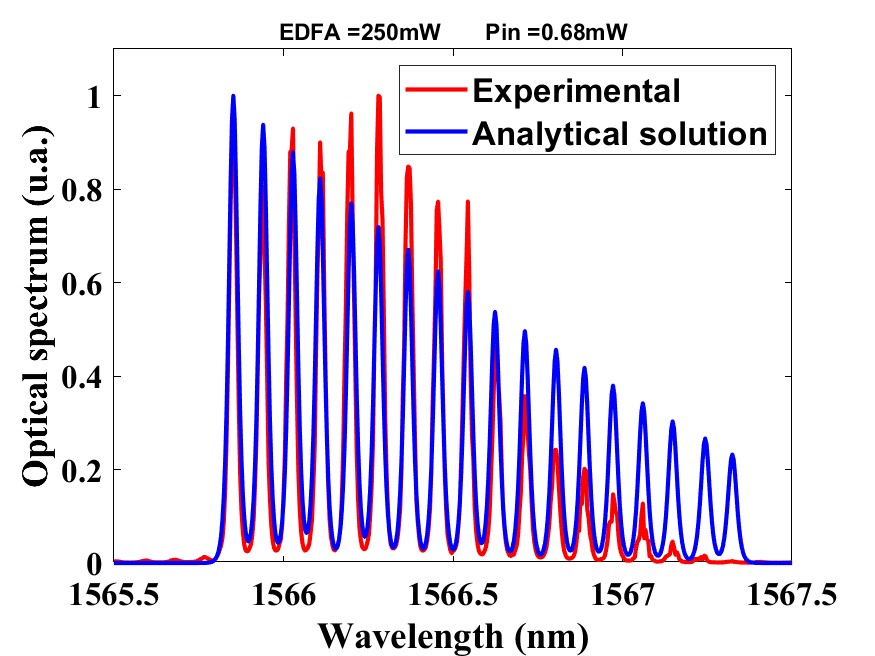 EDFA =250mW Pin =0.68mW
Experimental
Analytical solution
Optical spectrum (u.a.)
1
0.8
0.6
0.4
0.2
0
1565.5 1566 1566.5 1567 1567.5
Wavelength (nm)